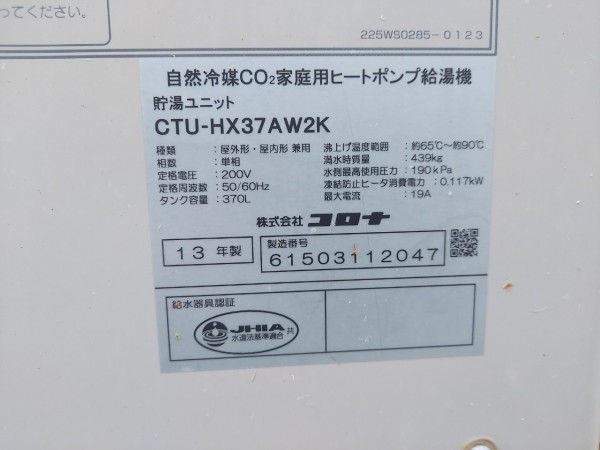 ってください。
225WS0285-0123
自然冷媒CO₂家庭用ヒートポンプ給湯機
貯湯ユニット
CTU-HX37AW2K
種類 : 屋外形・屋内形 兼用
相数 : 単相
定格電圧 : 200V
定格周波数 : 50/60Hz
タンク容量 : 370L
沸上げ温度範囲 : 約65℃～約90℃
満水時質量 : 439kg
水側最高使用圧力 : 190kPa
凍結防止ヒータ消費電力 : 0.117kW
最大電流 : 19A
株式会社 コロナ
13 年製
製造番号
61503112047
給水器具認証
JHIA 共
水道法基準適合